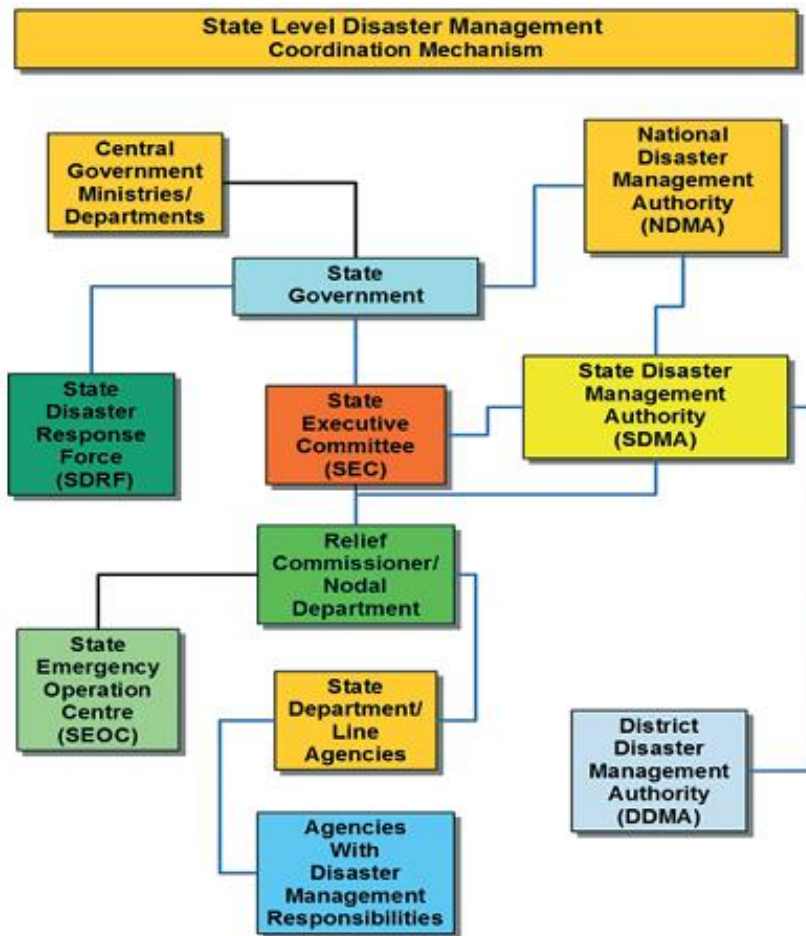 State Level Disaster Management
Coordination Mechanism
Central
Government
Ministries/
Departments
National
Disaster
Management
Authority
(NDMA)
State
Government
State
Disaster
Response
Force
(SDRF)
State
Executive
Committee
(SEC)
State Disaster
Management
Authority
(SDMA)
Relief
Commissioner/
Nodal
Department
State
Emergency
Operation
Centre
(SEOC)
State
Department/
Line
Agencies
District
Disaster
Management
Authority
(DDMA)
Agencies
With
Disaster
Management
Responsibilities